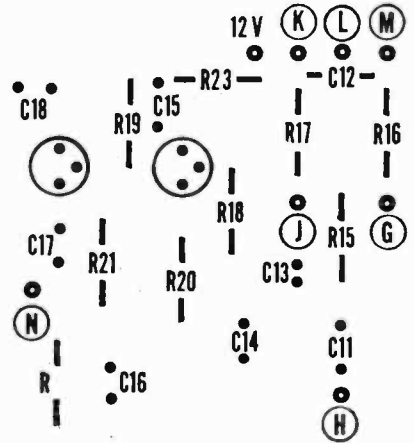 12 V K L M
R23 C12
C18 R19 C15 R17 R16
R18
C17 J R15 G
R21 R20 C13
N
C14 C11
R C16
H